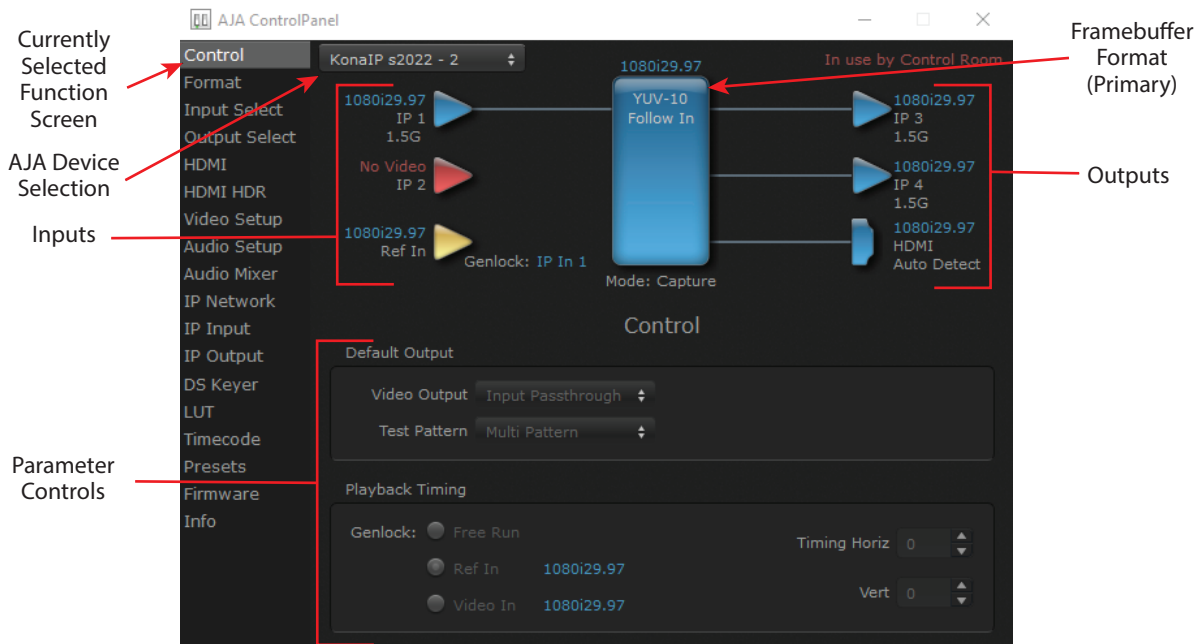 AJA ControlPanel
Currently
Selected
Function
Screen
AJA Device
Selection
Inputs
Parameter
Controls
Control
Format
Input Select
Output Select
HDMI
HDMI HDR
Video Setup
Audio Setup
Audio Mixer
IP Network
IP Input
IP Output
DS Keyer
LUT
Timecode
Presets
Firmware
Info
KonaIP s2022 - 2
1080i29.97
In use by Control Room
1080i29.97
IP 1
1.5G
No Video
IP 2
1080i29.97
Ref In
Genlock: IP In 1
YUV-10
Follow In
Mode: Capture
1080i29.97
IP 3
1.5G
1080i29.97
IP 4
1.5G
1080i29.97
HDMI
Auto Detect
Framebuffer
Format
(Primary)
Outputs
Control
Default Output
Video Output Input Passthrough
Test Pattern Multi Pattern
Playback Timing
Genlock: Free Run
Ref In 1080i29.97
Video In 1080i29.97
Timing Horiz 0
Vert 0